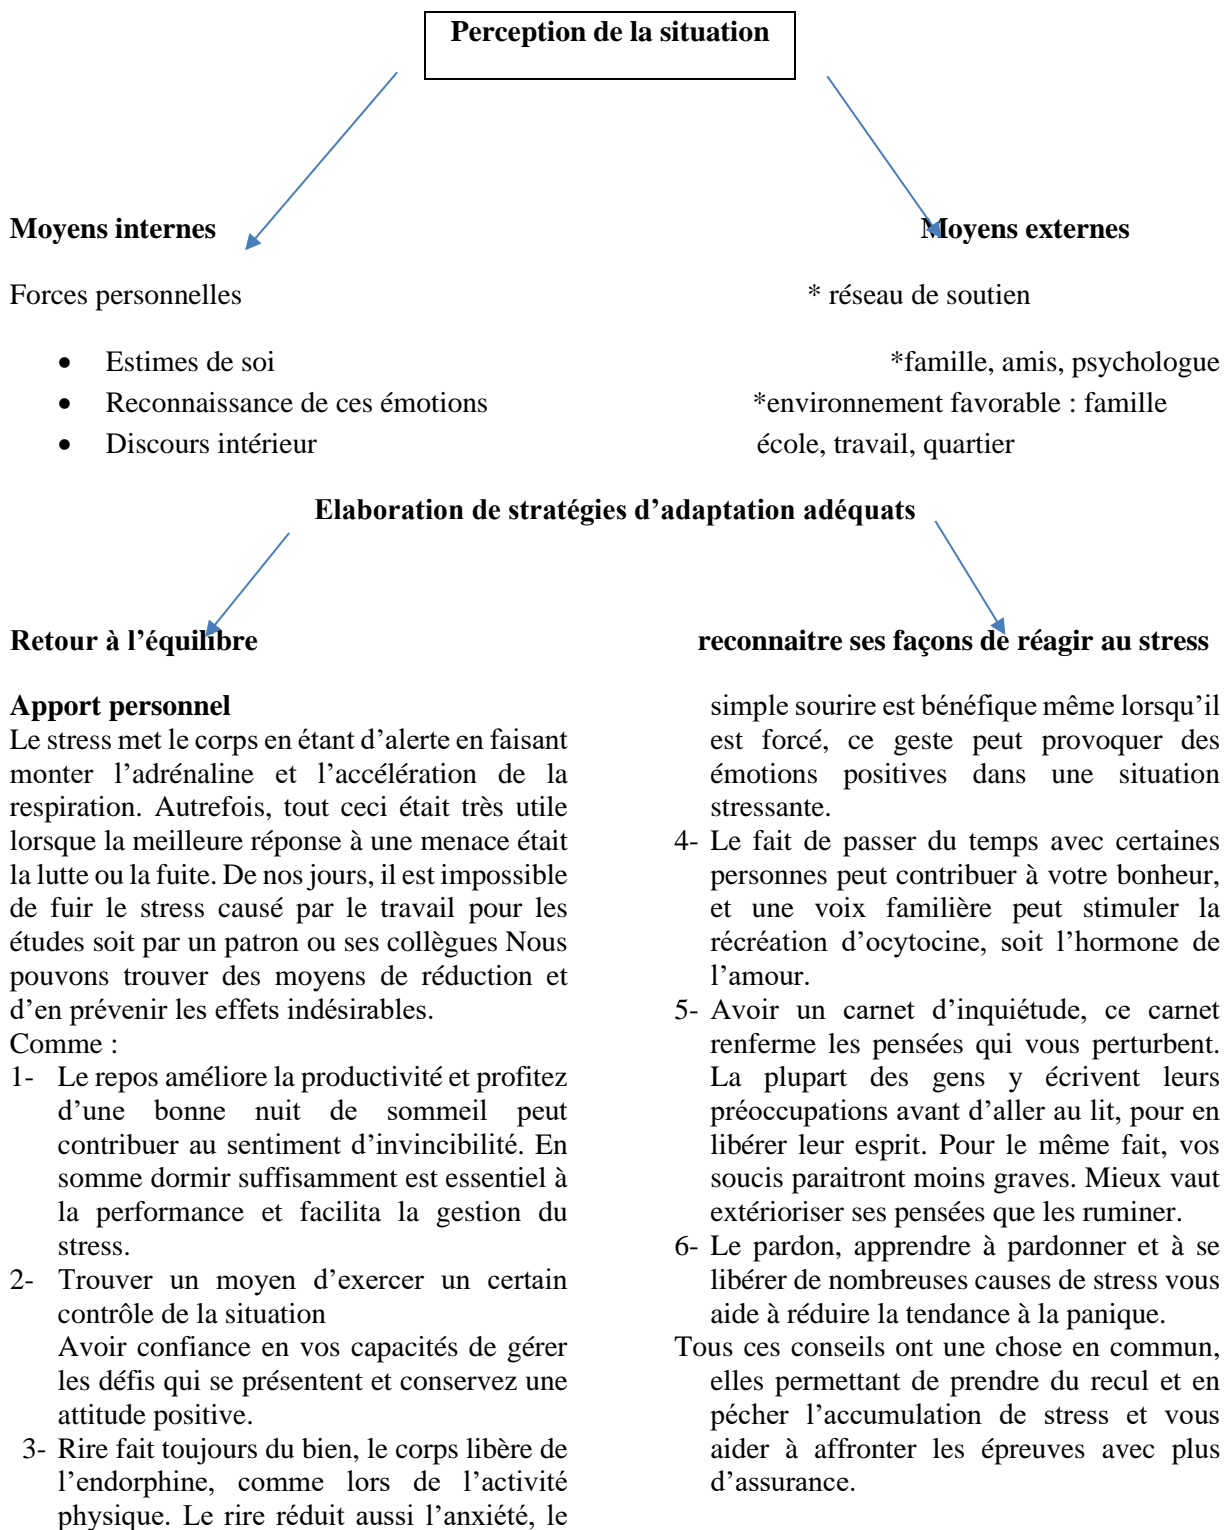 Perception de la situation
Moyens internes
Moyens externes
Forces personnelles
* réseau de soutien
• Estimes de soi
*famille, amis, psychologue
• Reconnaissance de ces émotions
*environnement favorable : famille
• Discours intérieur
école, travail, quartier
Elaboration de stratégies d’adaptation adéquats
Retour à l’équilibre
reconnaitre ses façons de réagir au stress
Apport personnel
Le stress met le corps en étant d’alerte en faisant
monter l’adrénaline et l’accélération de la
respiration. Autrefois, tout ceci était très utile
lorsque la meilleure réponse à une menace était
la lutte ou la fuite. De nos jours, il est impossible
de fuir le stress causé par le travail pour les
études soit par un patron ou ses collègues Nous
pouvons trouver des moyens de réduction et
d’en prévenir les effets indésirables.
Comme :
1- Le repos améliore la productivité et profitez
d’une bonne nuit de sommeil peut
contribuer au sentiment d’invincibilité. En
somme dormir suffisamment est essentiel à
la performance et facilita la gestion du
stress.
2- Trouver un moyen d’exercer un certain
contrôle de la situation
Avoir confiance en vos capacités de gérer
les défis qui se présentent et conservez une
attitude positive.
3- Rire fait toujours du bien, le corps libère de
l’endorphine, comme lors de l’activité
physique. Le rire réduit aussi l’anxiété, le
simple sourire est bénéfique même lorsqu’il
est forcé, ce geste peut provoquer des
émotions positives dans une situation
stressante.
4- Le fait de passer du temps avec certaines
personnes peut contribuer à votre bonheur,
et une voix familière peut stimuler la
récréation d’ocytocine, soit l’hormone de
l’amour.
5- Avoir un carnet d’inquiétude, ce carnet
renferme les pensées qui vous perturbent.
La plupart des gens y écrivent leurs
préoccupations avant d’aller au lit, pour en
libérer leur esprit. Pour le même fait, vos
soucis paraitront moins graves. Mieux vaut
extérioriser ses pensées que les ruminer.
6- Le pardon, apprendre à pardonner et à se
libérer de nombreuses causes de stress vous
aide à réduire la tendance à la panique.
Tous ces conseils ont une chose en commun,
elles permettant de prendre du recul et en
pécher l’accumulation de stress et vous
aider à affronter les épreuves avec plus
d’assurance.